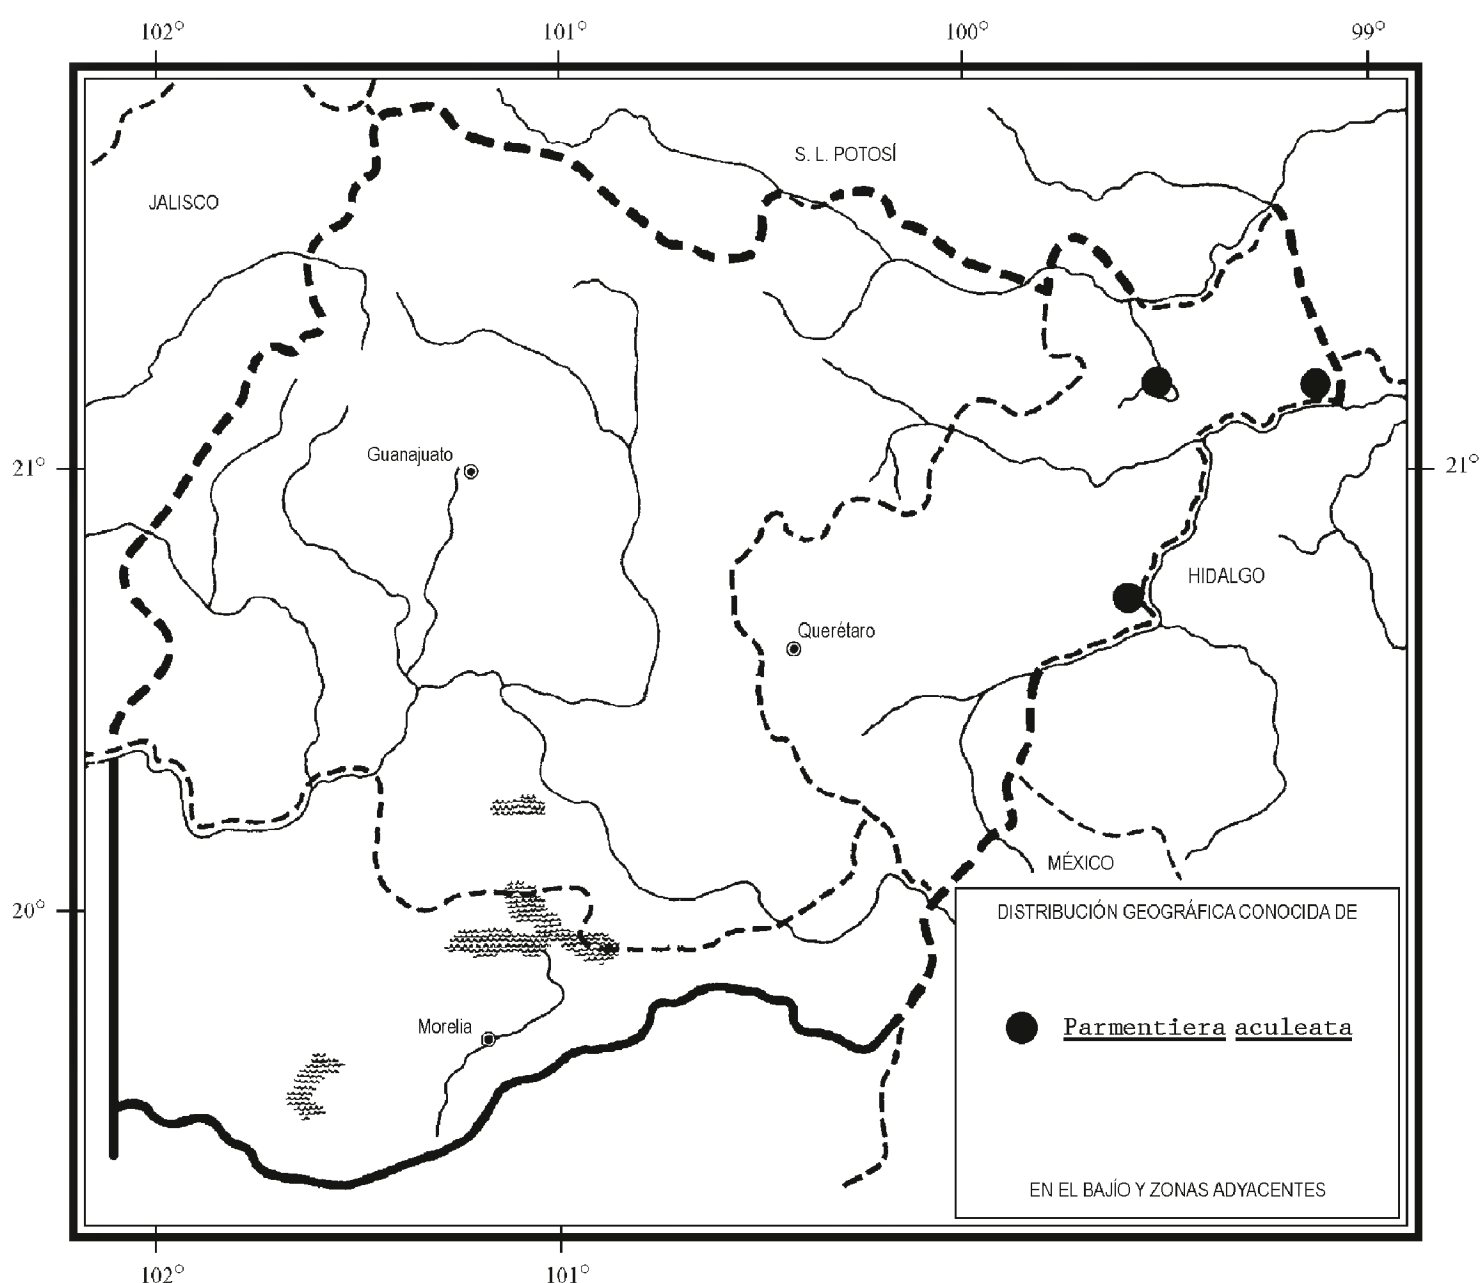 102° 101° 100° 99°
S. L. POTOSÍ
JALISCO
Guanajuato
21° 21°
HIDALGO
Querétaro
MÉXICO
20°
DISTRIBUCIÓN GEOGRÁFICA CONOCIDA DE
Parmentiera aculeata
Morelia
EN EL BAJÍO Y ZONAS ADYACENTES
102° 101°